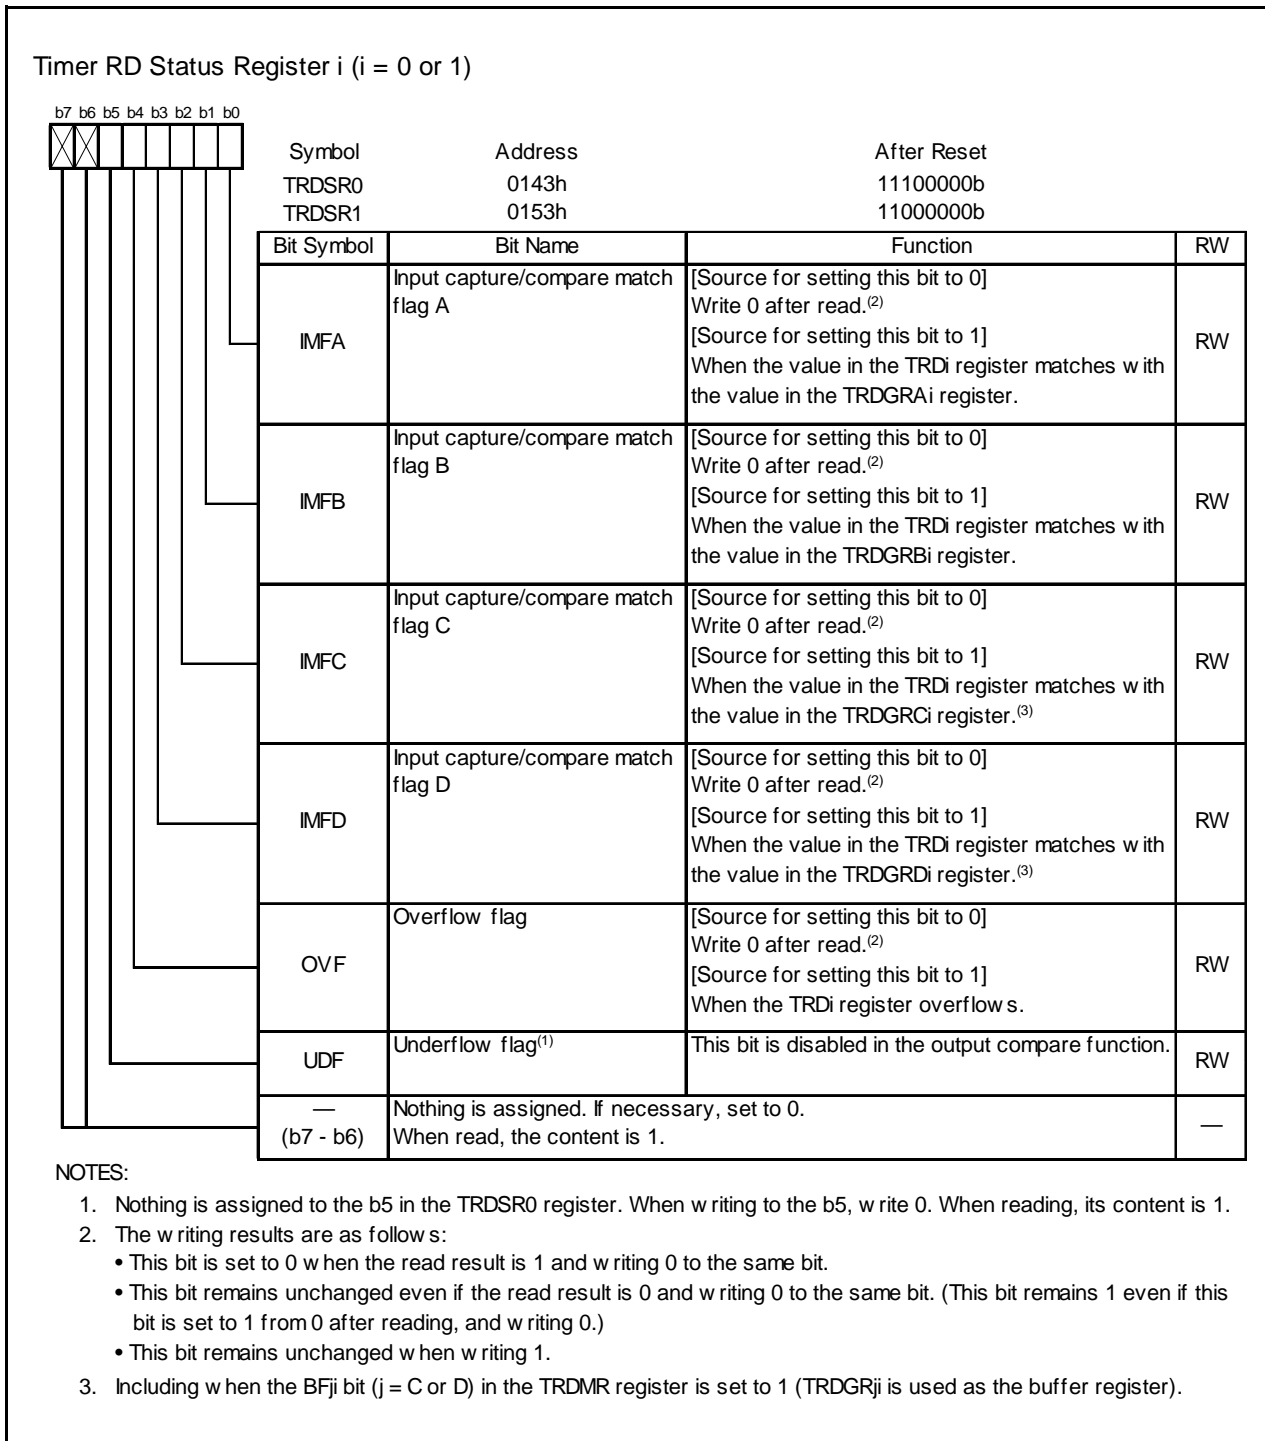 Timer RD Status Register i (i = 0 or 1)
b7 b6 b5 b4 b3 b2 b1 b0
Symbol Address After Reset
TRDSR0 0143h 11100000b
TRDSR1 0153h 11000000b
Bit Symbol Bit Name Function RW
IMFA
Input capture/compare match
flag A
[Source for setting this bit to 0]
Write 0 after read.(2)
[Source for setting this bit to 1]
When the value in the TRDi register matches with
the value in the TRDGRAi register.
RW
IMFB
Input capture/compare match
flag B
[Source for setting this bit to 0]
Write 0 after read.(2)
[Source for setting this bit to 1]
When the value in the TRDi register matches with
the value in the TRDGRBi register.
RW
IMFC
Input capture/compare match
flag C
[Source for setting this bit to 0]
Write 0 after read.(2)
[Source for setting this bit to 1]
When the value in the TRDi register matches with
the value in the TRDGRCi register.(3)
RW
IMFD
Input capture/compare match
flag D
[Source for setting this bit to 0]
Write 0 after read.(2)
[Source for setting this bit to 1]
When the value in the TRDi register matches with
the value in the TRDGRDi register.(3)
RW
OVF
Overflow flag
[Source for setting this bit to 0]
Write 0 after read.(2)
[Source for setting this bit to 1]
When the TRDi register overflows.
RW
UDF
Underflow flag(1)
This bit is disabled in the output compare function.
RW
—
(b7 - b6)
Nothing is assigned. If necessary, set to 0.
When read, the content is 1.
—
NOTES:
1. Nothing is assigned to the b5 in the TRDSR0 register. When writing to the b5, write 0. When reading, its content is 1.
2. The writing results are as follows:
• This bit is set to 0 when the read result is 1 and writing 0 to the same bit.
• This bit remains unchanged even if the read result is 0 and writing 0 to the same bit. (This bit remains 1 even if this
bit is set to 1 from 0 after reading, and writing 0.)
• This bit remains unchanged when writing 1.
3. Including when the BFji bit (j = C or D) in the TRDMR register is set to 1 (TRDGRji is used as the buffer register).